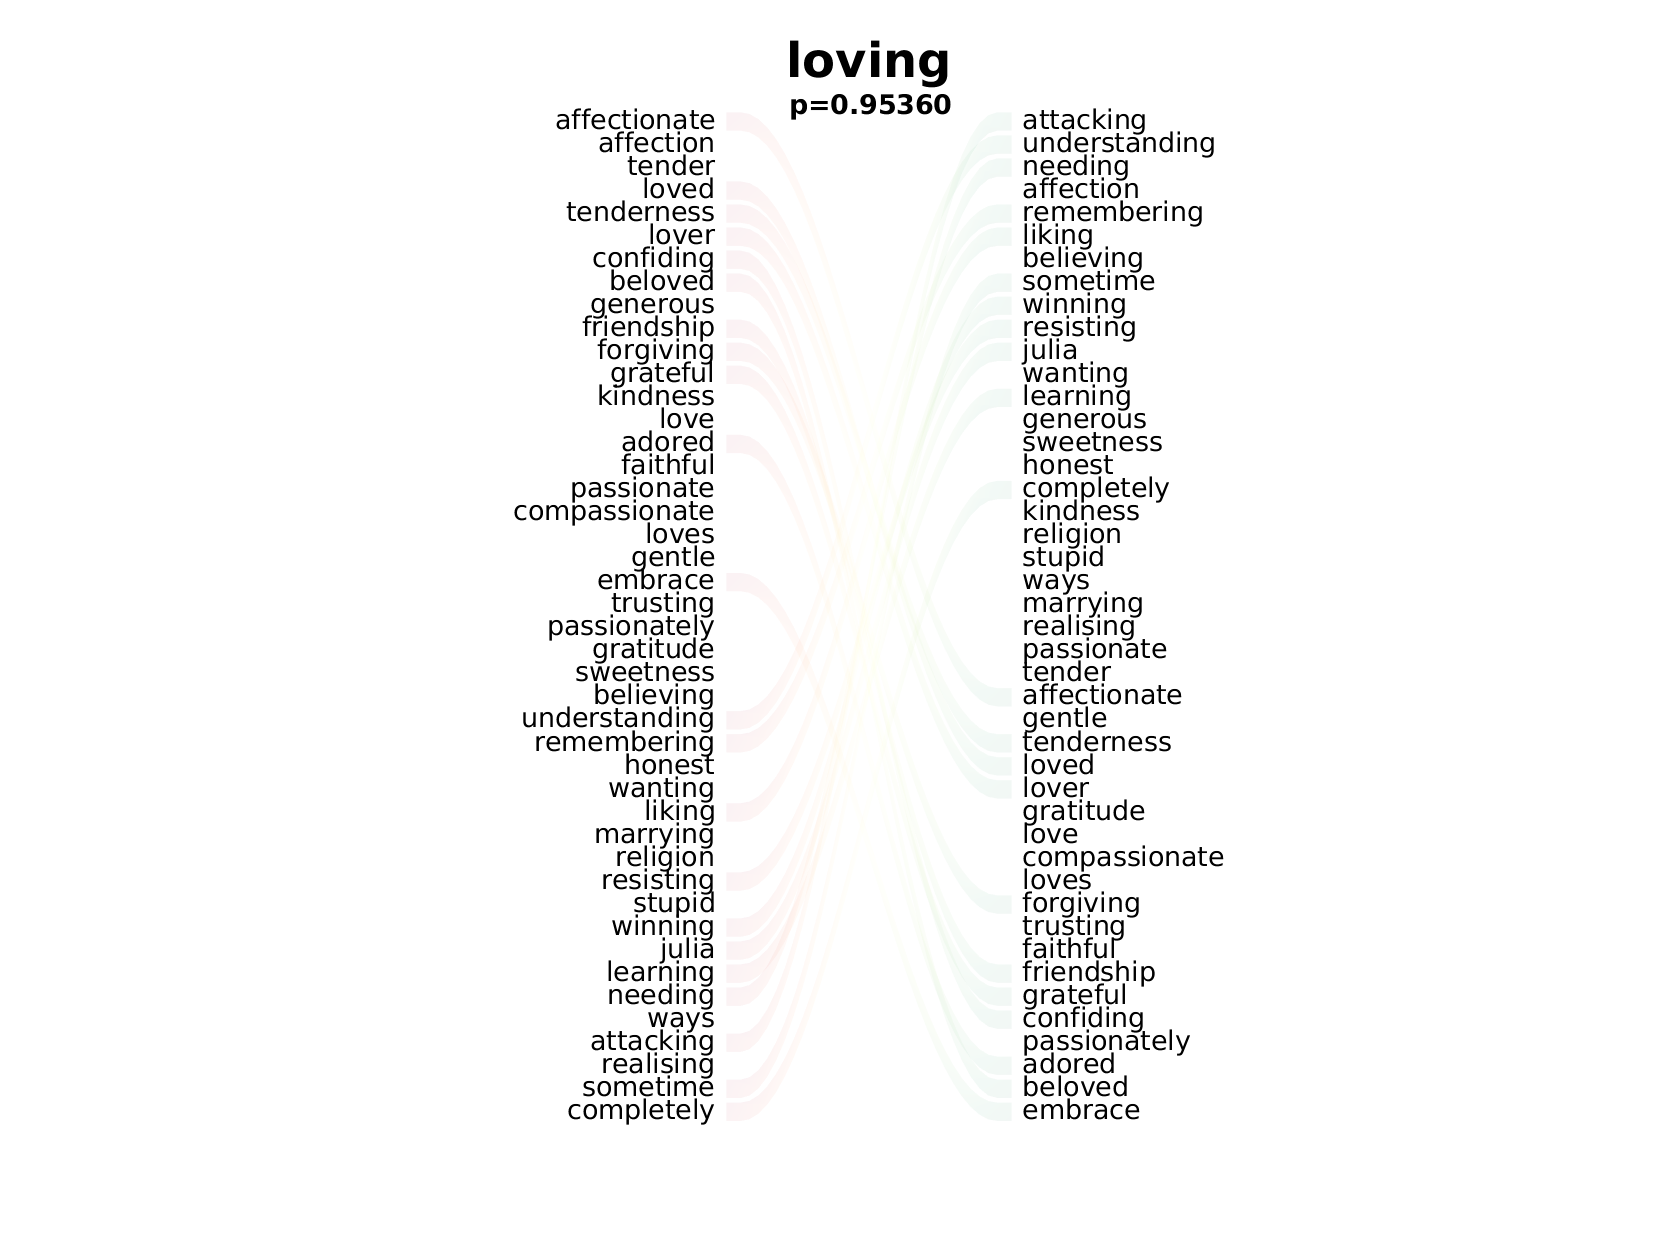 loving
p=0.95360
affectionate attacking
affection understanding
tender needing
loved affection
tenderness remembering
lover liking
confiding believing
beloved sometime
generous winning
friendship resisting
forgiving julia
grateful wanting
kindness learning
love generous
adored sweetness
faithful honest
passionate completely
compassionate kindness
loves religion
gentle stupid
embrace ways
trusting marrying
passionately realising
gratitude passionate
sweetness tender
believing affectionate
understanding gentle
remembering tenderness
honest loved
wanting lover
liking gratitude
marrying love
religion compassionate
resisting loves
stupid forgiving
winning trusting
julia faithful
learning friendship
needing grateful
ways confiding
attacking passionately
realising adored
sometime beloved
completely embrace